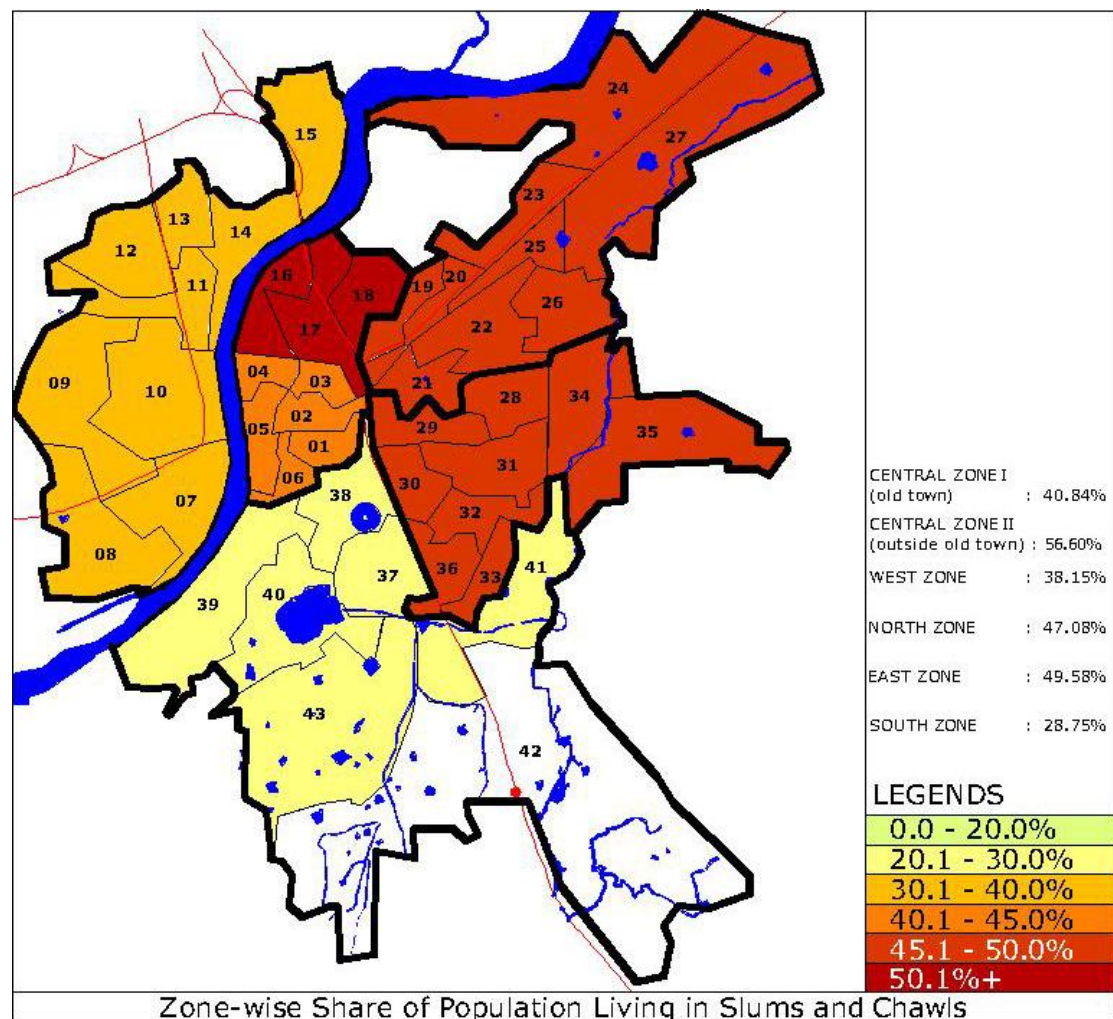 24
27
15
23
13
14
12
25
20
11
16
19
18
26
17
22
04
03
21
09
10
28
34
02
29
05
35
01
31
30
06
38
07
32
08
36
33
41
37
40
39
43
42
CENTRAL ZONE I
(old town) : 40.84%
CENTRAL ZONE II
(outside old town) : 56.60%
WEST ZONE : 38.15%
NORTH ZONE : 47.08%
EAST ZONE : 49.58%
SOUTH ZONE : 28.75%
LEGENDS
0.0 - 20.0%
20.1 - 30.0%
30.1 - 40.0%
40.1 - 45.0%
45.1 - 50.0%
50.1%+
Zone-wise Share of Population Living in Slums and Chawls